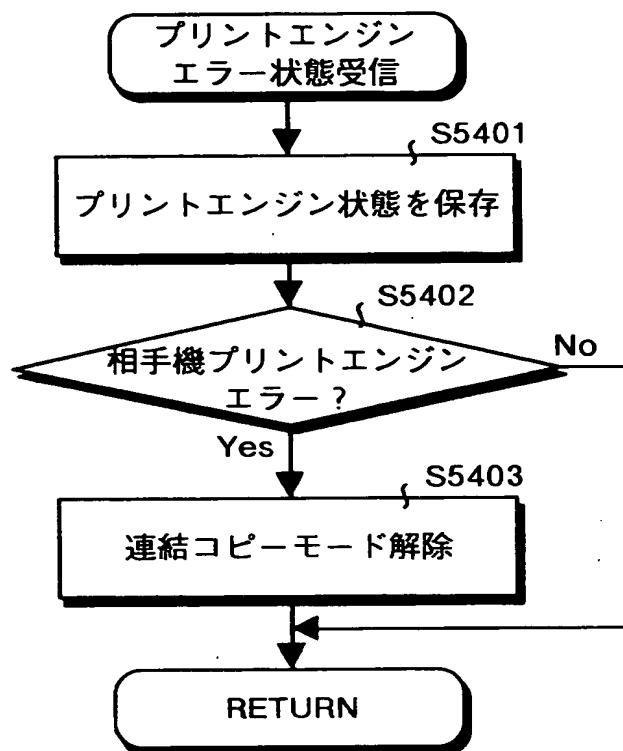 プリントエンジン
エラー状態受信
S5401
プリントエンジン状態を保存
S5402
相手機プリントエンジン
エラー？
No
Yes
S5403
連結コピーモード解除
RETURN